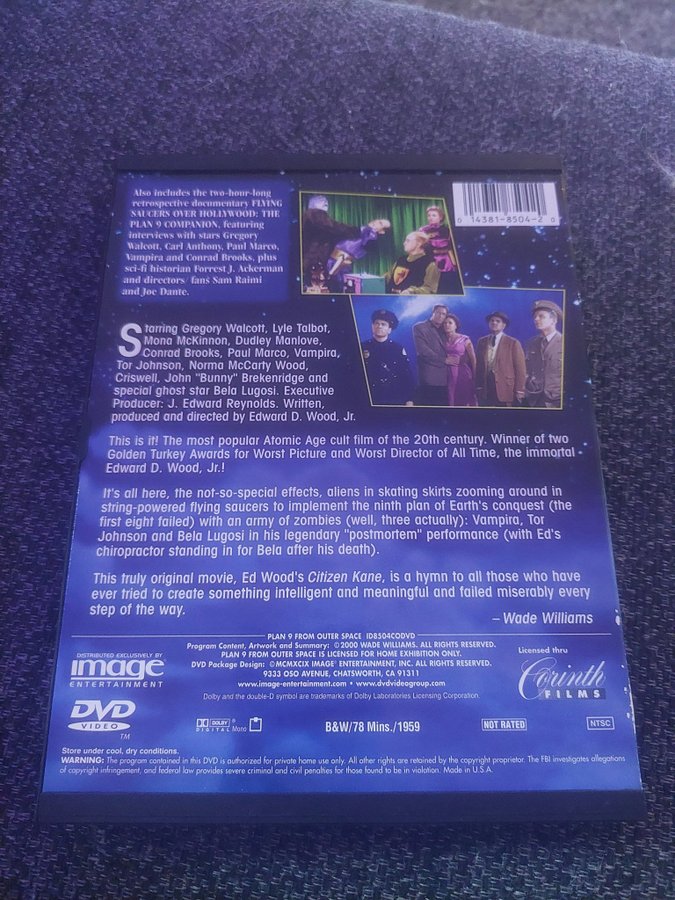 Also includes the two-hour-long
retrospective documentary FLYING
SAUCERS OVER HOLLYWOOD: THE
PLAN 9 COMPANION, featuring
interviews with stars Gregory
Walcott, Carl Anthony, Paul Marco,
Vampira and Conrad Brooks, plus
sci-fi historian Forrest J. Ackerman
and directors/fans Sam Raimi
and Joe Dante.
0 14381-8504-2 0
Starring Gregory Walcott, Lyle Talbot,
Mona McKinnon, Dudley Manlove,
Conrad Brooks, Paul Marco, Vampira,
Tor Johnson, Norma McCarty Wood,
Criswell, John "Bunny" Brekenridge and
special ghost star Bela Lugosi. Executive
Producer: J. Edward Reynolds. Written,
produced and directed by Edward D. Wood, Jr.
This is it! The most popular Atomic Age cult film of the 20th century. Winner of two
Golden Turkey Awards for Worst Picture and Worst Director of All Time, the immortal
Edward D. Wood, Jr.!
It's all here, the not-so-special effects, aliens in skating skirts zooming around in
string-powered flying saucers to implement the ninth plan of Earth's conquest (the
first eight failed) with an army of zombies (well, three actually): Vampira, Tor
Johnson and Bela Lugosi in his legendary "postmortem" performance (with Ed's
chiropractor standing in for Bela after his death).
This truly original movie, Ed Wood's Citizen Kane, is a hymn to all those who have
ever tried to create something intelligent and meaningful and failed miserably every
step of the way.
– Wade Williams
PLAN 9 FROM OUTER SPACE ID8504CODVD
Program Content, Artwork and Summary: ©2000 WADE WILLIAMS. ALL RIGHTS RESERVED.
PLAN 9 FROM OUTER SPACE IS LICENSED FOR HOME EXHIBITION ONLY.
DVD Package Design: ©MCMXCIX IMAGE ENTERTAINMENT, INC. ALL RIGHTS RESERVED.
9333 OSO AVENUE, CHATSWORTH, CA 91311
www.image-entertainment.com • www.dvdvideogroup.com
Dolby and the double-D symbol are trademarks of Dolby Laboratories Licensing Corporation.
DISTRIBUTED EXCLUSIVELY BY
image
ENTERTAINMENT
Licensed thru
Corinth
FILMS
DVD
VIDEO
TM
DOLBY
DIGITAL
Mono
B&W/78 Mins./1959
NOT RATED
NTSC
Store under cool, dry conditions.
WARNING: The program contained in this DVD is authorized for private home use only. All other rights are retained by the copyright proprietor. The FBI investigates allegations
of copyright infringement, and federal law provides severe criminal and civil penalties for those found to be in violation. Made in U.S.A.